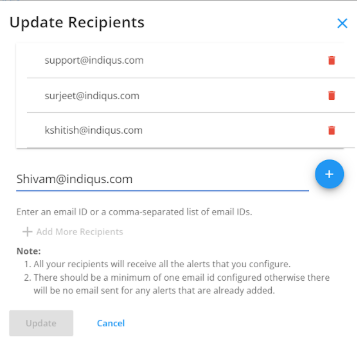 Update Recipients
support@indiqus.com
surjeet@indiqus.com
kshitish@indiqus.com
Shivam@indiqus.com
Enter an email ID or a comma-separated list of email IDs.
Add More Recipients
Note:
1. All your recipients will receive all the alerts that you configure.
2. There should be a minimum of one email id configured otherwise there
will be no email sent for any alerts that are already added.
Update Cancel